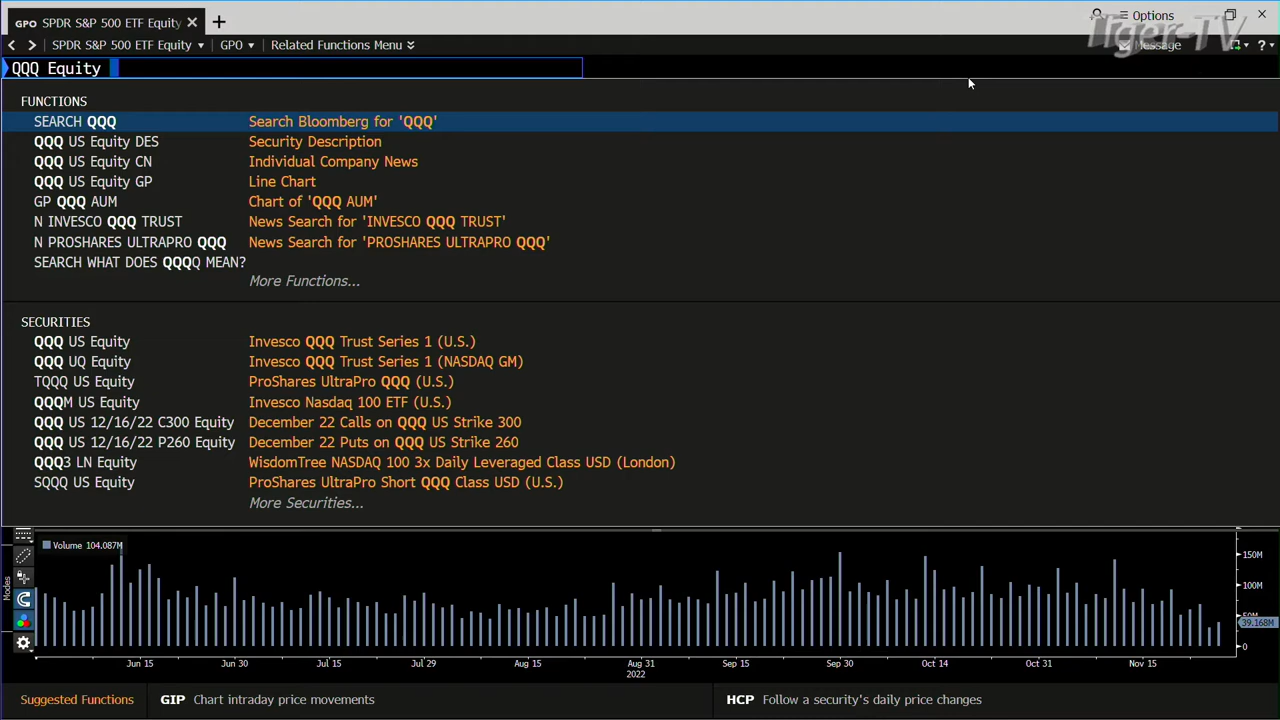 GPO SPDR S&P 500 ETF Equity
Options
Tiger-TV
SPDR S&P 500 ETF Equity GPO Related Functions Menu Message ?
QQQ Equity
FUNCTIONS
SEARCH QQQ Search Bloomberg for 'QQQ'
QQQ US Equity DES Security Description
QQQ US Equity CN Individual Company News
QQQ US Equity GP Line Chart
GP QQQ AUM Chart of 'QQQ AUM'
N INVESCO QQQ TRUST News Search for 'INVESCO QQQ TRUST'
N PROSHARES ULTRAPRO QQQ News Search for 'PROSHARES ULTRAPRO QQQ'
SEARCH WHAT DOES QQQQ MEAN?
More Functions...
SECURITIES
QQQ US Equity Invesco QQQ Trust Series 1 (U.S.)
QQQ UQ Equity Invesco QQQ Trust Series 1 (NASDAQ GM)
TQQQ US Equity ProShares UltraPro QQQ (U.S.)
QQQM US Equity Invesco Nasdaq 100 ETF (U.S.)
QQQ US 12/16/22 C300 Equity December 22 Calls on QQQ US Strike 300
QQQ US 12/16/22 P260 Equity December 22 Puts on QQQ US Strike 260
QQQ3 LN Equity WisdomTree NASDAQ 100 3x Daily Leveraged Class USD (London)
SQQQ US Equity ProShares UltraPro Short QQQ Class USD (U.S.)
More Securities...
Modes
Volume 104.087M
150M
100M
50M
39.168M
0
Jun 15 Jun 30 Jul 15 Jul 29 Aug 15 Aug 31 Sep 15 Sep 30 Oct 14 Oct 31 Nov 15
2022
Suggested Functions GIP Chart intraday price movements HCP Follow a security's daily price changes